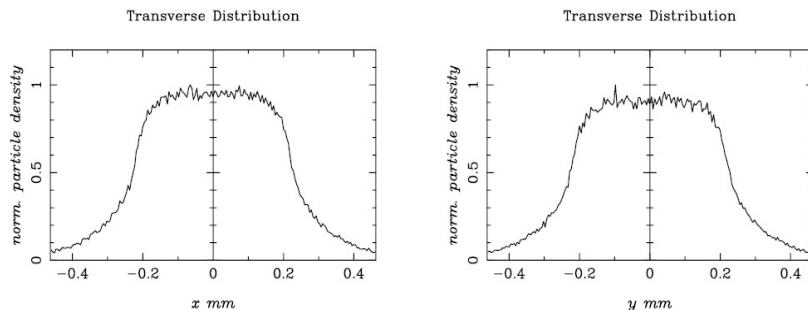 Transverse Distribution
norm. particle density
1
0.5
0
−0.4 −0.2 0 0.2 0.4
x mm
Transverse Distribution
norm. particle density
1
0.5
0
−0.4 −0.2 0 0.2 0.4
y mm